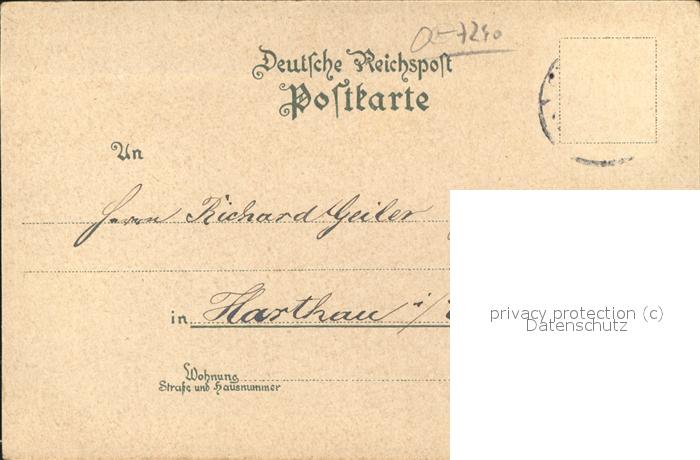 Deutsche Reichspost
Postkarte
An
Herrn Richard Geiler
in Harthau i/
privacy protection (c)
Datenschutz
Wohnung
Straße und Hausnummer